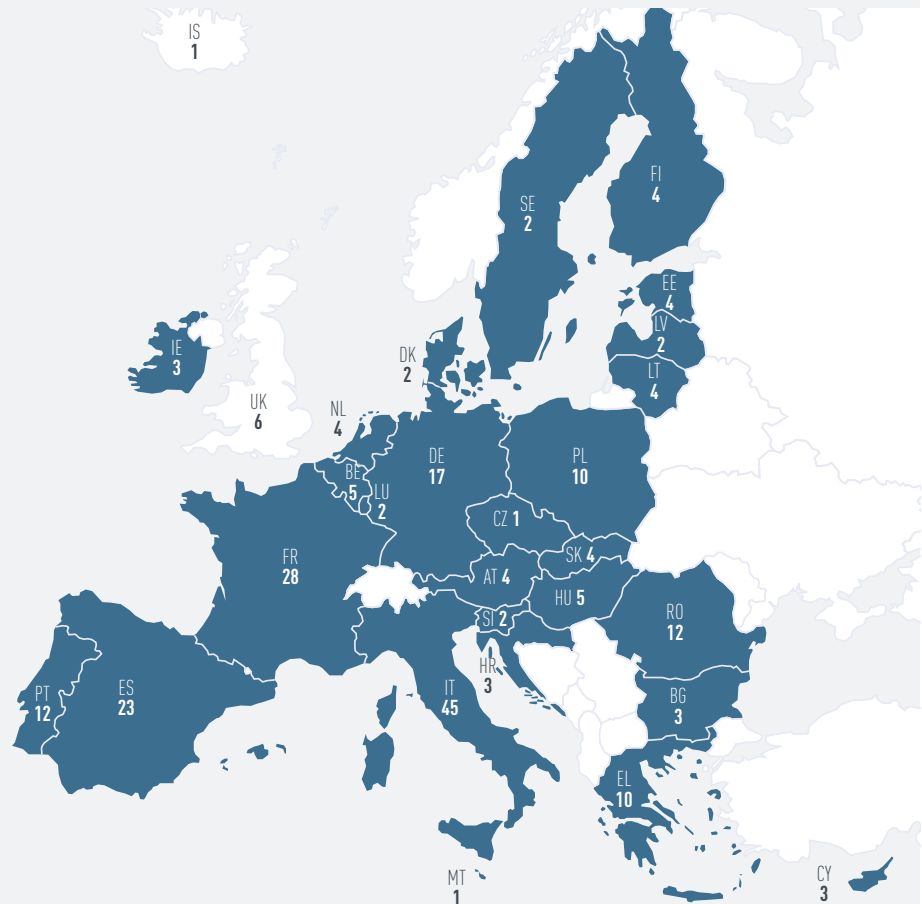 IS
1
SE
2
FI
4
EE
4
LV
2
LT
4
IE
3
DK
2
UK
6
NL
4
BE
5
LU
2
DE
17
PL
10
CZ 1
SK 4
AT 4
HU 5
SI 2
FR
28
RO
12
HR
3
PT
12
ES
23
IT
45
BG
3
EL
10
MT
1
CY
3